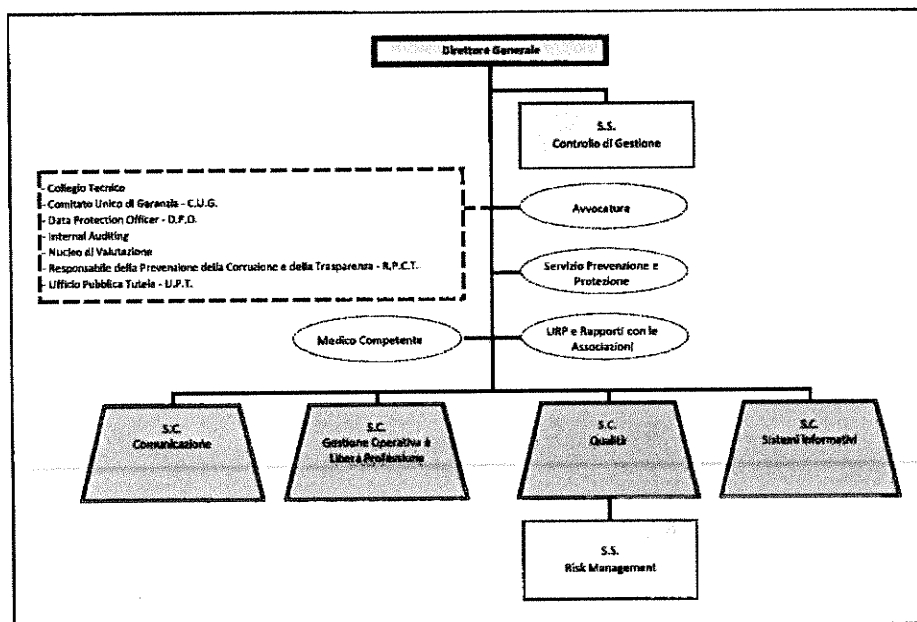 Direttore Generale
S.S.
Controllo di Gestione
- Collegio Tecnico
- Comitato Unico di Garanzia - C.U.G.
- Data Protection Officer - D.P.O.
- Internal Auditing
- Nucleo di Valutazione
- Responsabile della Prevenzione della Corruzione e della Trasparenza - R.P.C.T.
- Ufficio Pubblica Tutela - U.P.T.
Avvocatura
Servizio Prevenzione e
Protezione
Medico Competente
URP e Rapporti con le
Associazioni
S.C.
Comunicazione
S.C.
Gestione Operativa e
Libera Professione
S.C.
Qualità
S.C.
Sistemi Informativi
S.S.
Risk Management